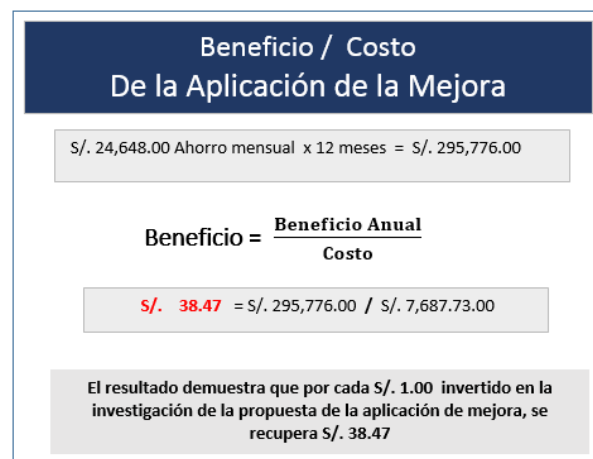 Beneficio / Costo
De la Aplicación de la Mejora
S/. 24,648.00 Ahorro mensual x 12 meses = S/. 295,776.00
Beneficio = Beneficio Anual
Costo
S/. 38.47 = S/. 295,776.00 / S/. 7,687.73.00
El resultado demuestra que por cada S/. 1.00 invertido en la
investigación de la propuesta de la aplicación de mejora, se
recupera S/. 38.47